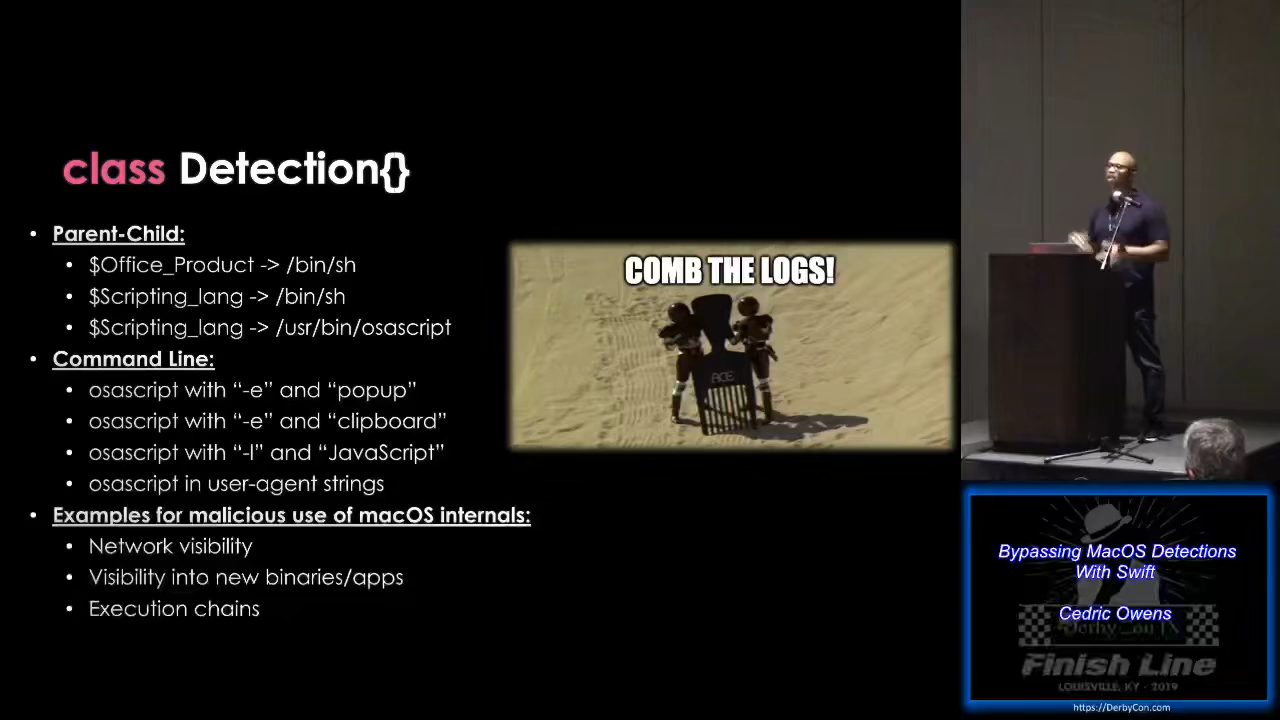 class Detection{}
• Parent-Child:
• $Office_Product -> /bin/sh
• $Scripting_lang -> /bin/sh
• $Scripting_lang -> /usr/bin/osascript
• Command Line:
• osascript with “-e” and “popup”
• osascript with “-e” and “clipboard”
• osascript with “-l” and “JavaScript”
• osascript in user-agent strings
• Examples for malicious use of macOS internals:
• Network visibility
• Visibility into new binaries/apps
• Execution chains
COMB THE LOGS!
ACE
Bypassing MacOS Detections
With Swift
Cedric Owens
DerbyCon IX
Finish Line
LOUISVILLE, KY - 2019
https://DerbyCon.com